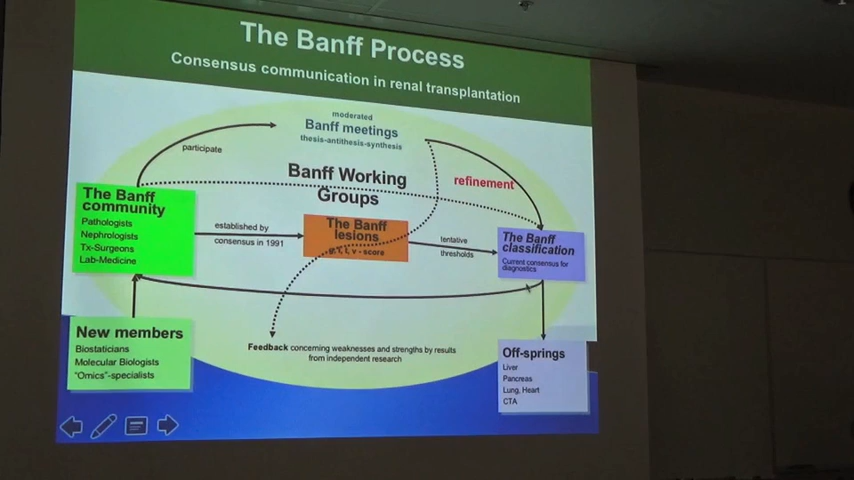 The Banff Process
Consensus communication in renal transplantation
moderated
Banff meetings
thesis-antithesis-synthesis
participate
Banff Working
Groups
refinement
The Banff
community
Pathologists
Nephrologists
Tx-Surgeons
Lab-Medicine
established by
consensus in 1991
The Banff
lesions
g, t, i, v - score
tentative
thresholds
The Banff
classification
Current consensus for
diagnostics
New members
Biostaticians
Molecular Biologists
"Omics"-specialists
Feedback concerning weaknesses and strengths by results
from independent research
Off-springs
Liver
Pancreas
Lung, Heart
CTA